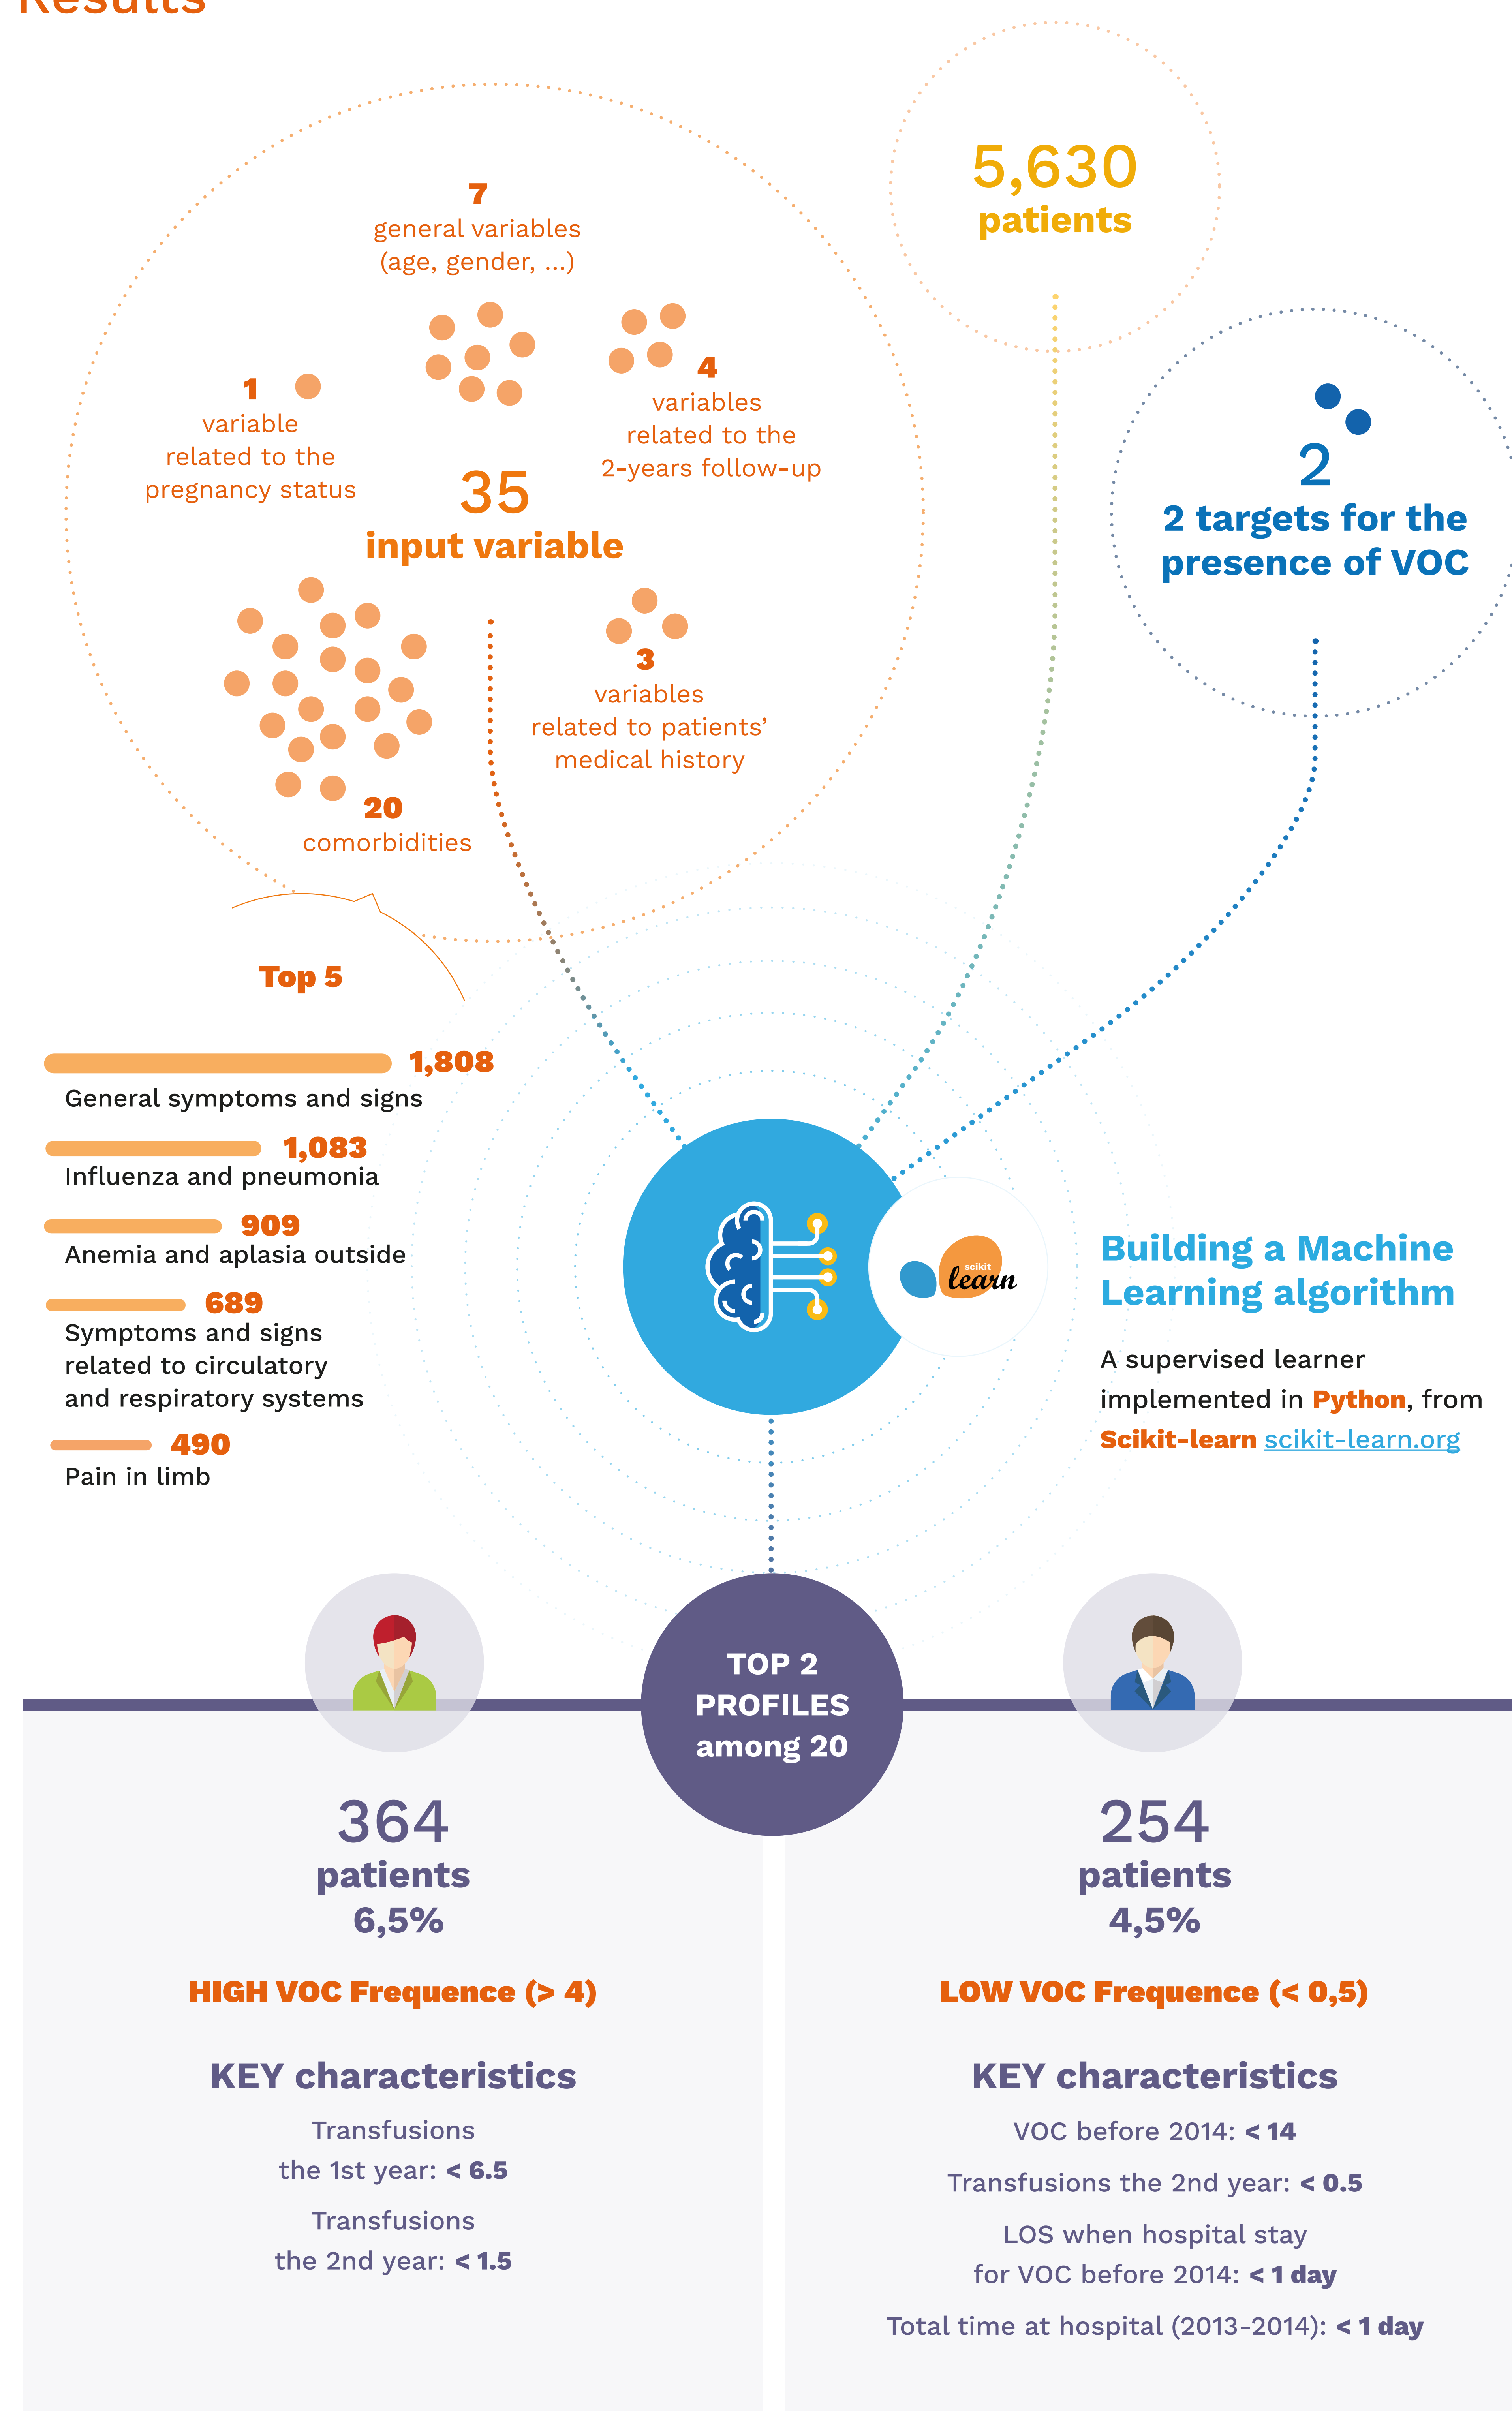 Results
7
general variables
(age, gender, ...)
1
variable
related to the
pregnancy status
4
variables
related to the
2-years follow-up
35
input variable
3
variables
related to patients’
medical history
20
comorbidities
5,630
patients
2
2 targets for the
presence of VOC
Top 5
1,808
General symptoms and signs
1,083
Influenza and pneumonia
909
Anemia and aplasia outside
689
Symptoms and signs
related to circulatory
and respiratory systems
490
Pain in limb
scikit
learn
Building a Machine
Learning algorithm
A supervised learner
implemented in Python, from
Scikit-learn scikit-learn.org
TOP 2
PROFILES
among 20
364
patients
6,5%
HIGH VOC Frequence (> 4)
KEY characteristics
Transfusions
the 1st year: < 6.5
Transfusions
the 2nd year: < 1.5
254
patients
4,5%
LOW VOC Frequence (< 0,5)
KEY characteristics
VOC before 2014: < 14
Transfusions the 2nd year: < 0.5
LOS when hospital stay
for VOC before 2014: < 1 day
Total time at hospital (2013-2014): < 1 day